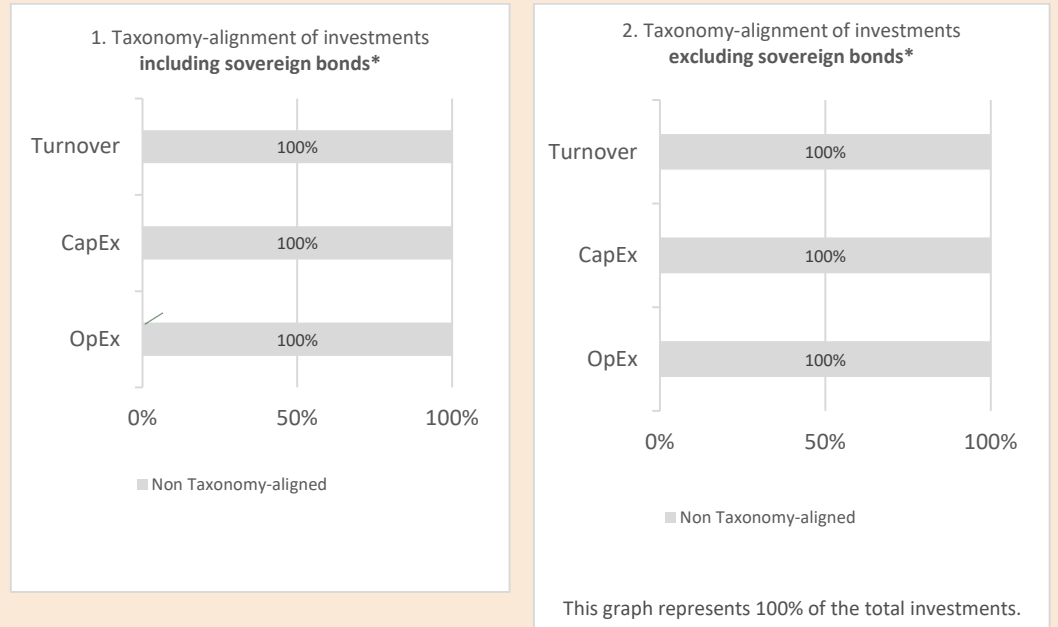 1. Taxonomy-alignment of investments
including sovereign bonds*
Turnover
100%
CapEx
100%
OpEx
100%
0%
50%
100%
Non Taxonomy-aligned
2. Taxonomy-alignment of investments
excluding sovereign bonds*
Turnover
100%
CapEx
100%
OpEx
100%
0%
50%
100%
Non Taxonomy-aligned
This graph represents 100% of the total investments.